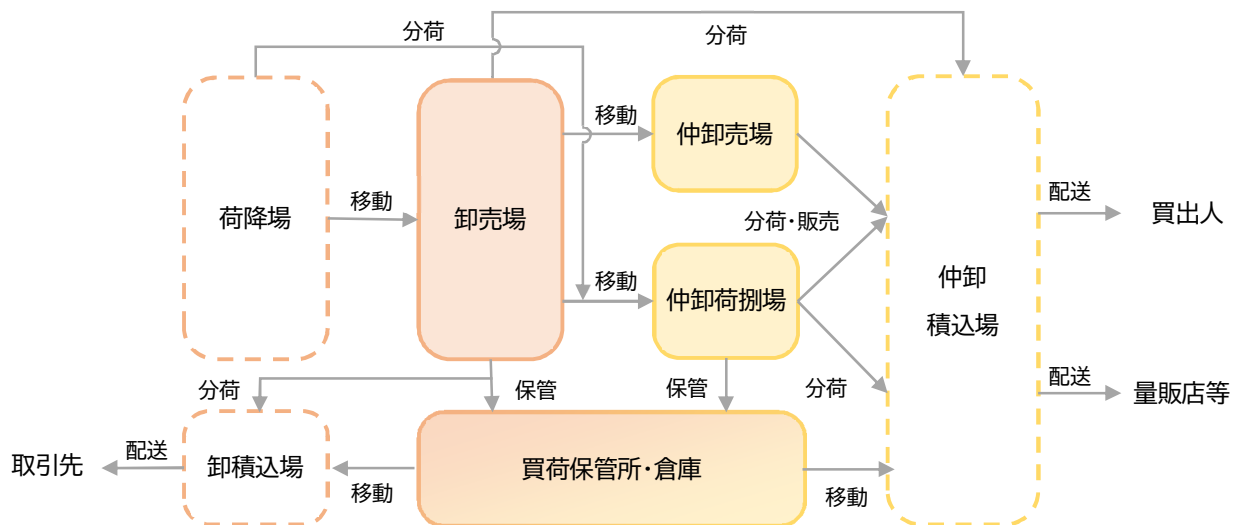 分荷
分荷
移動
仲卸売場
荷降場
移動
卸売場
分荷・販売
配送
買出人
移動
仲卸荷捌場
仲卸
積込場
分荷
保管
保管
分荷
配送
量販店等
取引先
配送
卸積込場
移動
買荷保管所・倉庫
移動